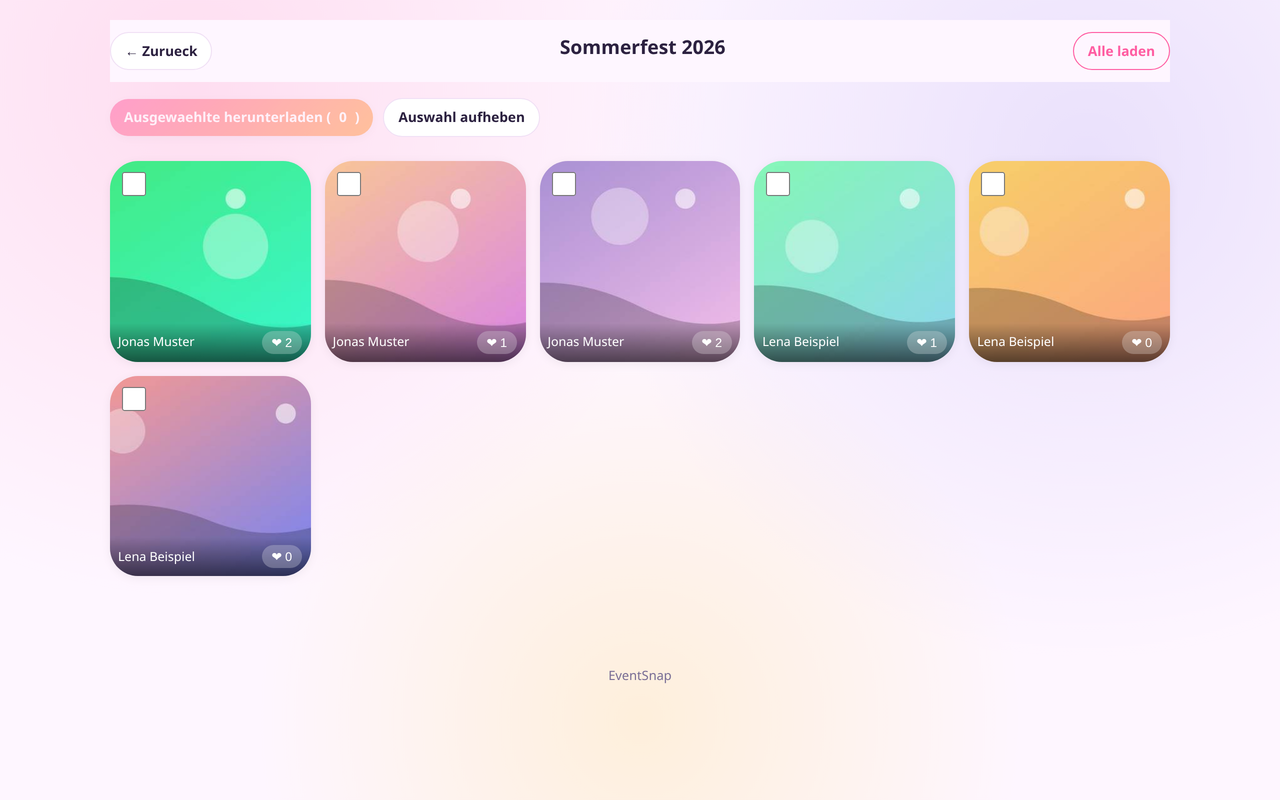 ← Zurueck
Sommerfest 2026
Alle laden
Ausgewaehlte herunterladen ( 0 )
Auswahl aufheben
Jonas Muster ❤ 2
Jonas Muster ❤ 1
Jonas Muster ❤ 2
Lena Beispiel ❤ 1
Lena Beispiel ❤ 0
Lena Beispiel ❤ 0
EventSnap